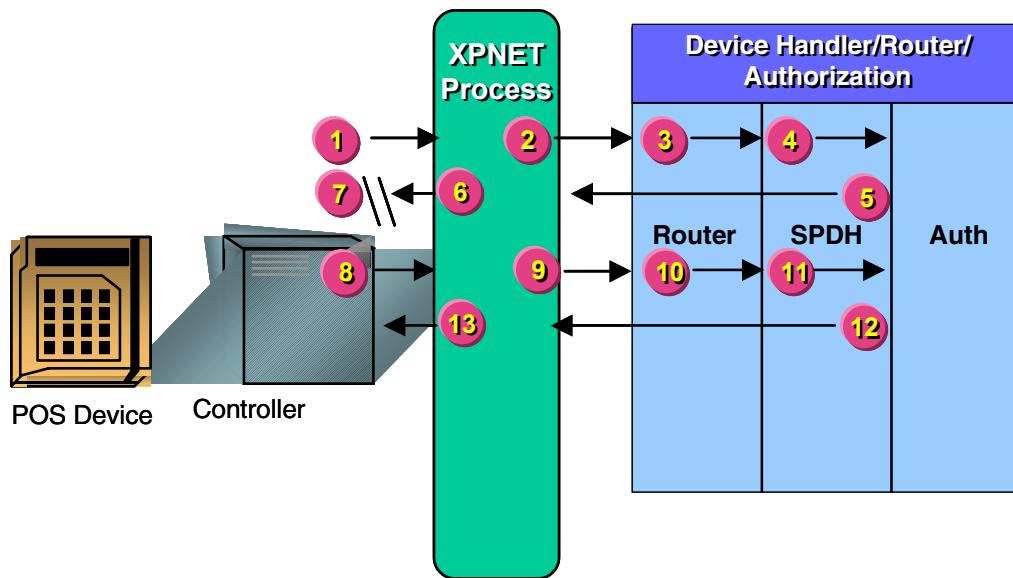 XPNET
Process
Device Handler/Router/
Authorization
1
2
3
4
7
6
5
Router
SPDH
Auth
8
9
10
11
13
12
POS Device
Controller